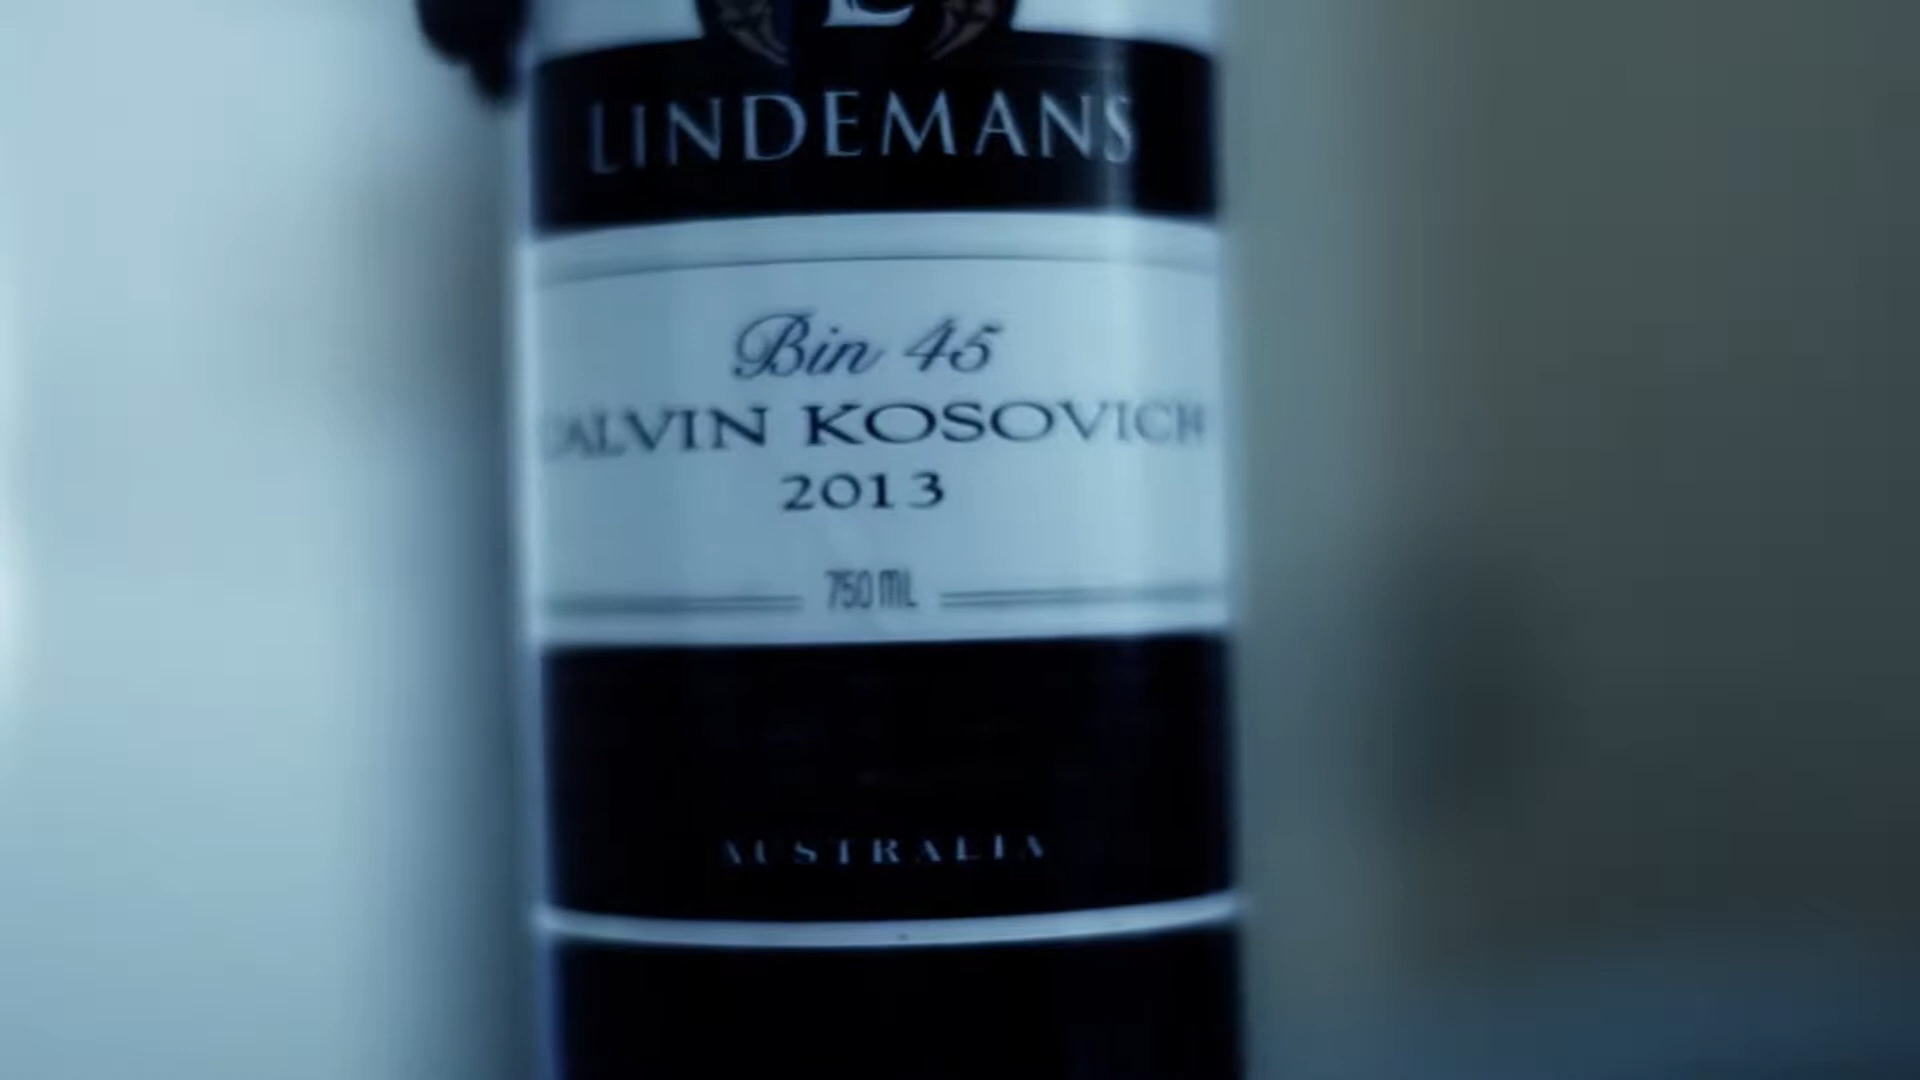 L
LINDEMANS
Bin 45
CALVIN KOSOVICH
2013
750 ML
AUSTRALIA